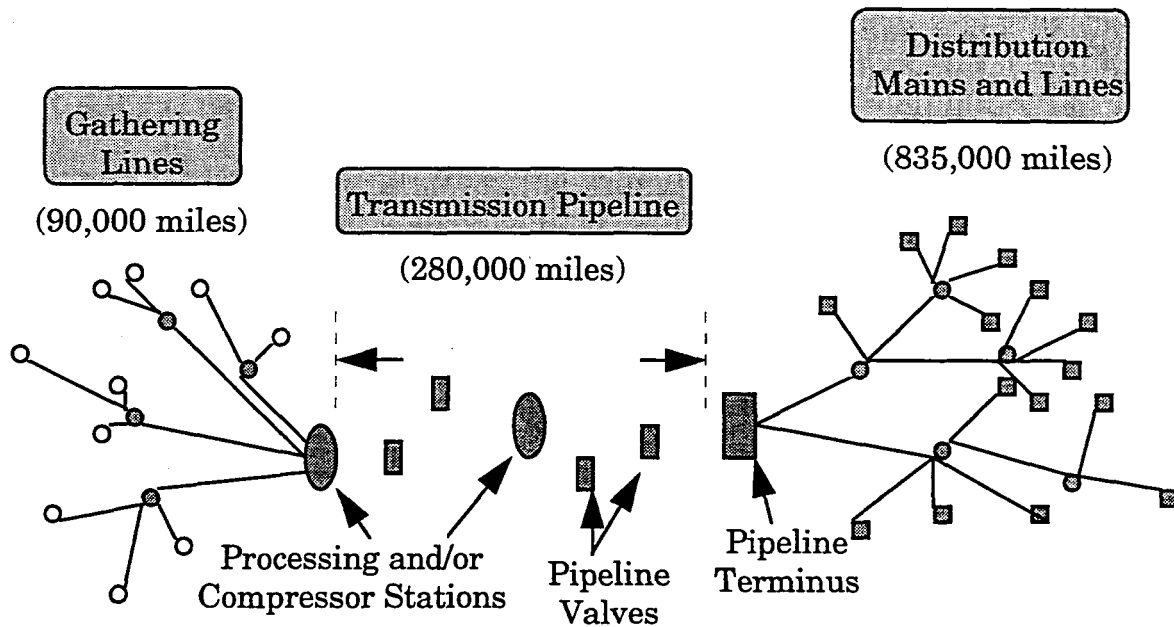 Gathering
Lines
(90,000 miles)
Transmission Pipeline
(280,000 miles)
Distribution
Mains and Lines
(835,000 miles)
Processing and/or
Compressor Stations
Pipeline
Valves
Pipeline
Terminus